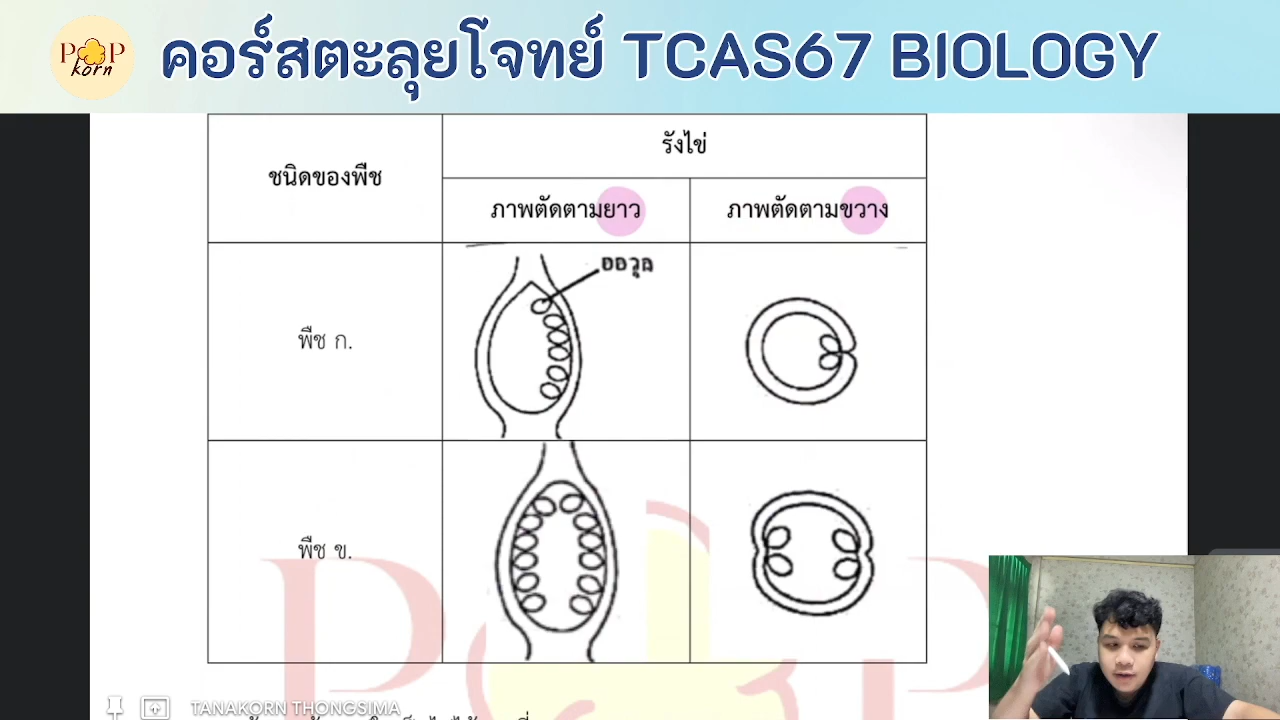 POP
korn
คอร์สตะลุยโจทย์ TCAS67 BIOLOGY
ชนิดของพืช
รังไข่
ภาพตัดตามยาว
ภาพตัดตามขวาง
พืช ก.
ออวุล
พืช ข.
TANAKORN THONGSIMA